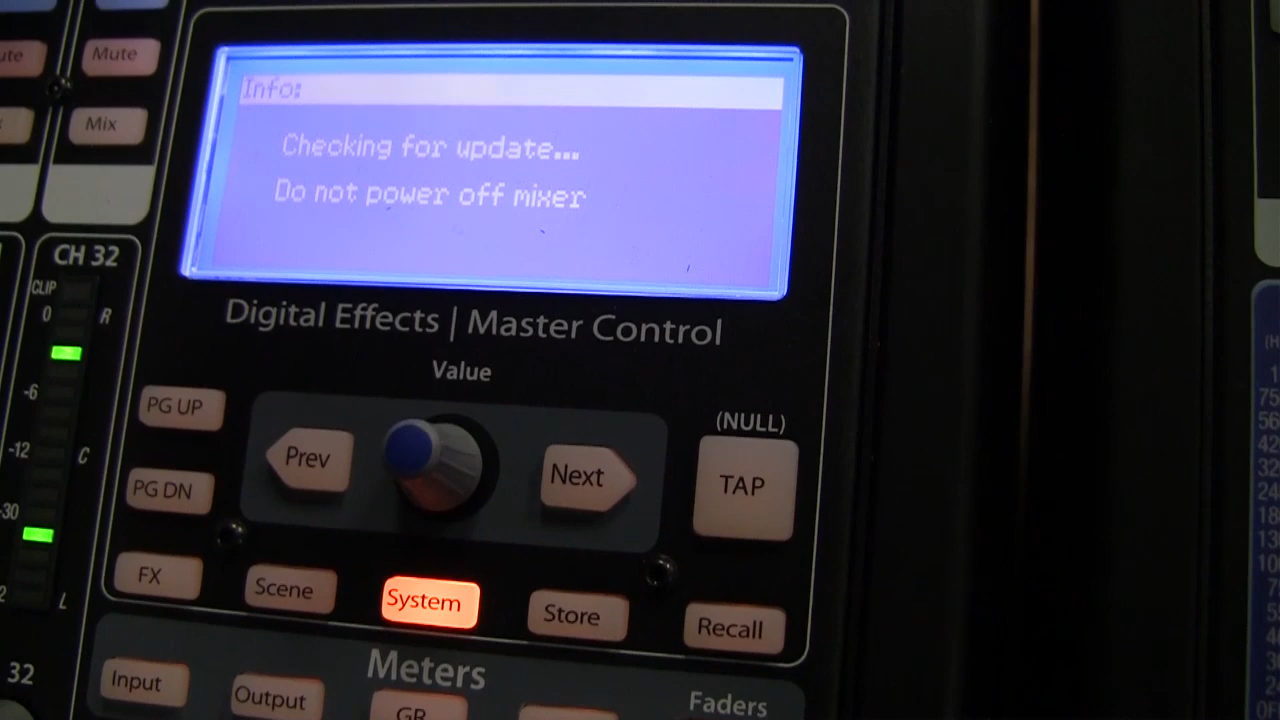 Mute
Mix
Info:
Checking for update...
Do not power off mixer
CH 32
CLIP
0
R
-6
-12
C
-30
L
32
Digital Effects | Master Control
Value
PG UP
Prev
Next
(NULL)
TAP
PG DN
FX
Scene
System
Store
Recall
Meters
Input
Output
GR
Faders